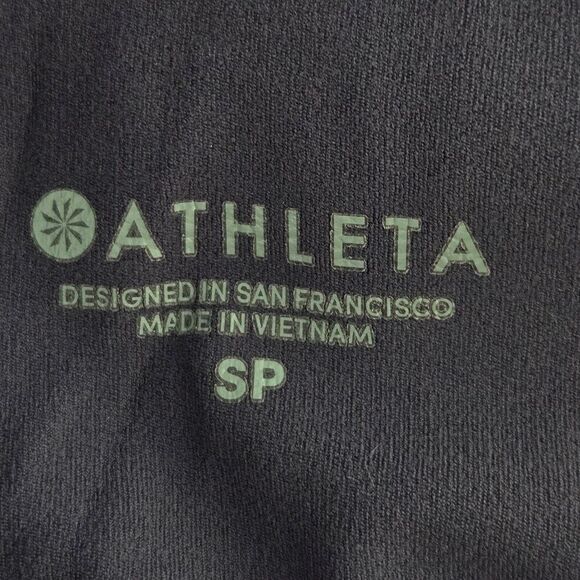 ATHLETA
DESIGNED IN SAN FRANCISCO
MADE IN VIETNAM
SP